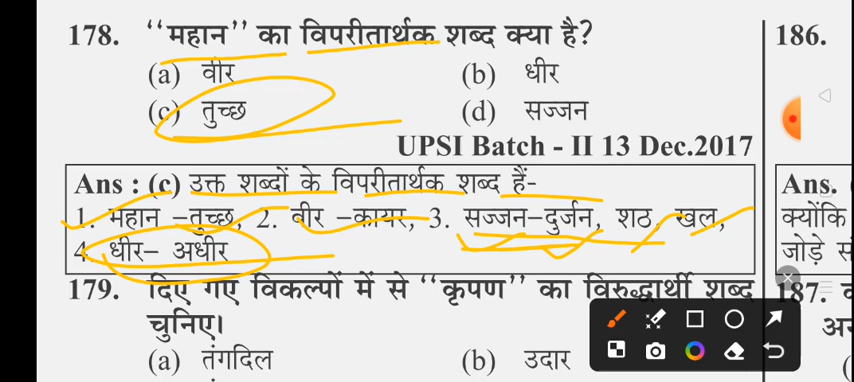 178. ‘‘महान’’ का विपरीतार्थक शब्द क्या है?
(a) वीर (b) धीर
(c) तुच्छ (d) सज्जन
UPSI Batch - II 13 Dec.2017
Ans : (c) उक्त शब्दों के विपरीतार्थक शब्द हैं-
1. महान –तुच्छ, 2. वीर –कायर, 3. सज्जन–दुर्जन, शठ, खल,
4. धीर– अधीर
179. दिए गए विकल्पों में से ‘‘कृपण’’ का विरुद्धार्थी शब्द
चुनिए।
(a) तंगदिल (b) उदार
186.
Ans.
क्योंकि
जोड़े
187.